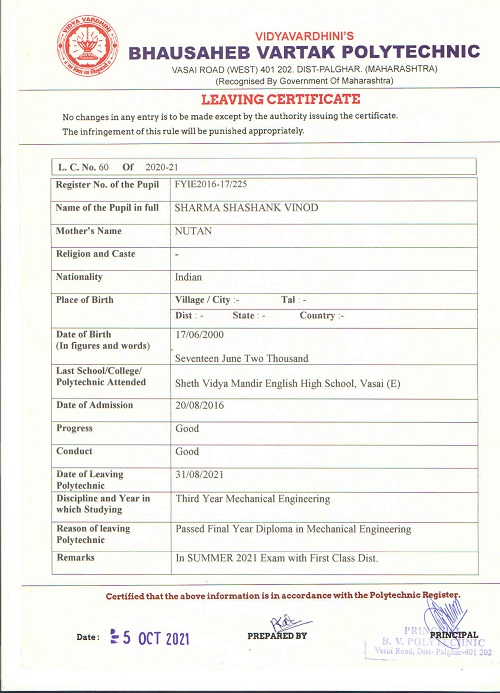 VIDYA VARDHINI
VIDYAVARDHINI'S
BHAUSAHEB VARTAK POLYTECHNIC
VASAI ROAD (WEST) 401 202. DIST-PALGHAR. (MAHARASHTRA)
(Recognised By Government Of Maharashtra)
LEAVING CERTIFICATE
No changes in any entry is to be made except by the authority issuing the certificate.
The infringement of this rule will be punished appropriately.
L. C. No. 60 Of 2020-21
Register No. of the Pupil FYIE2016-17/225
Name of the Pupil in full SHARMA SHASHANK VINOD
Mother's Name NUTAN
Religion and Caste -
Nationality Indian
Place of Birth Village / City :- Tal : -
Dist : - State : - Country :-
Date of Birth 17/06/2000
(In figures and words)
Seventeen June Two Thousand
Last School/College/
Polytechnic Attended Sheth Vidya Mandir English High School, Vasai (E)
Date of Admission 20/08/2016
Progress Good
Conduct Good
Date of Leaving 31/08/2021
Polytechnic
Discipline and Year in Third Year Mechanical Engineering
which Studying
Reason of leaving Passed Final Year Diploma in Mechanical Engineering
Polytechnic
Remarks In SUMMER 2021 Exam with First Class Dist.
Certified that the above information is in accordance with the Polytechnic Register.
Date : - 5 OCT 2021 PREPARED BY PRINCIPAL
B. V. POLYTECHNIC
Vasai Road, Dist- Palghar-401 202